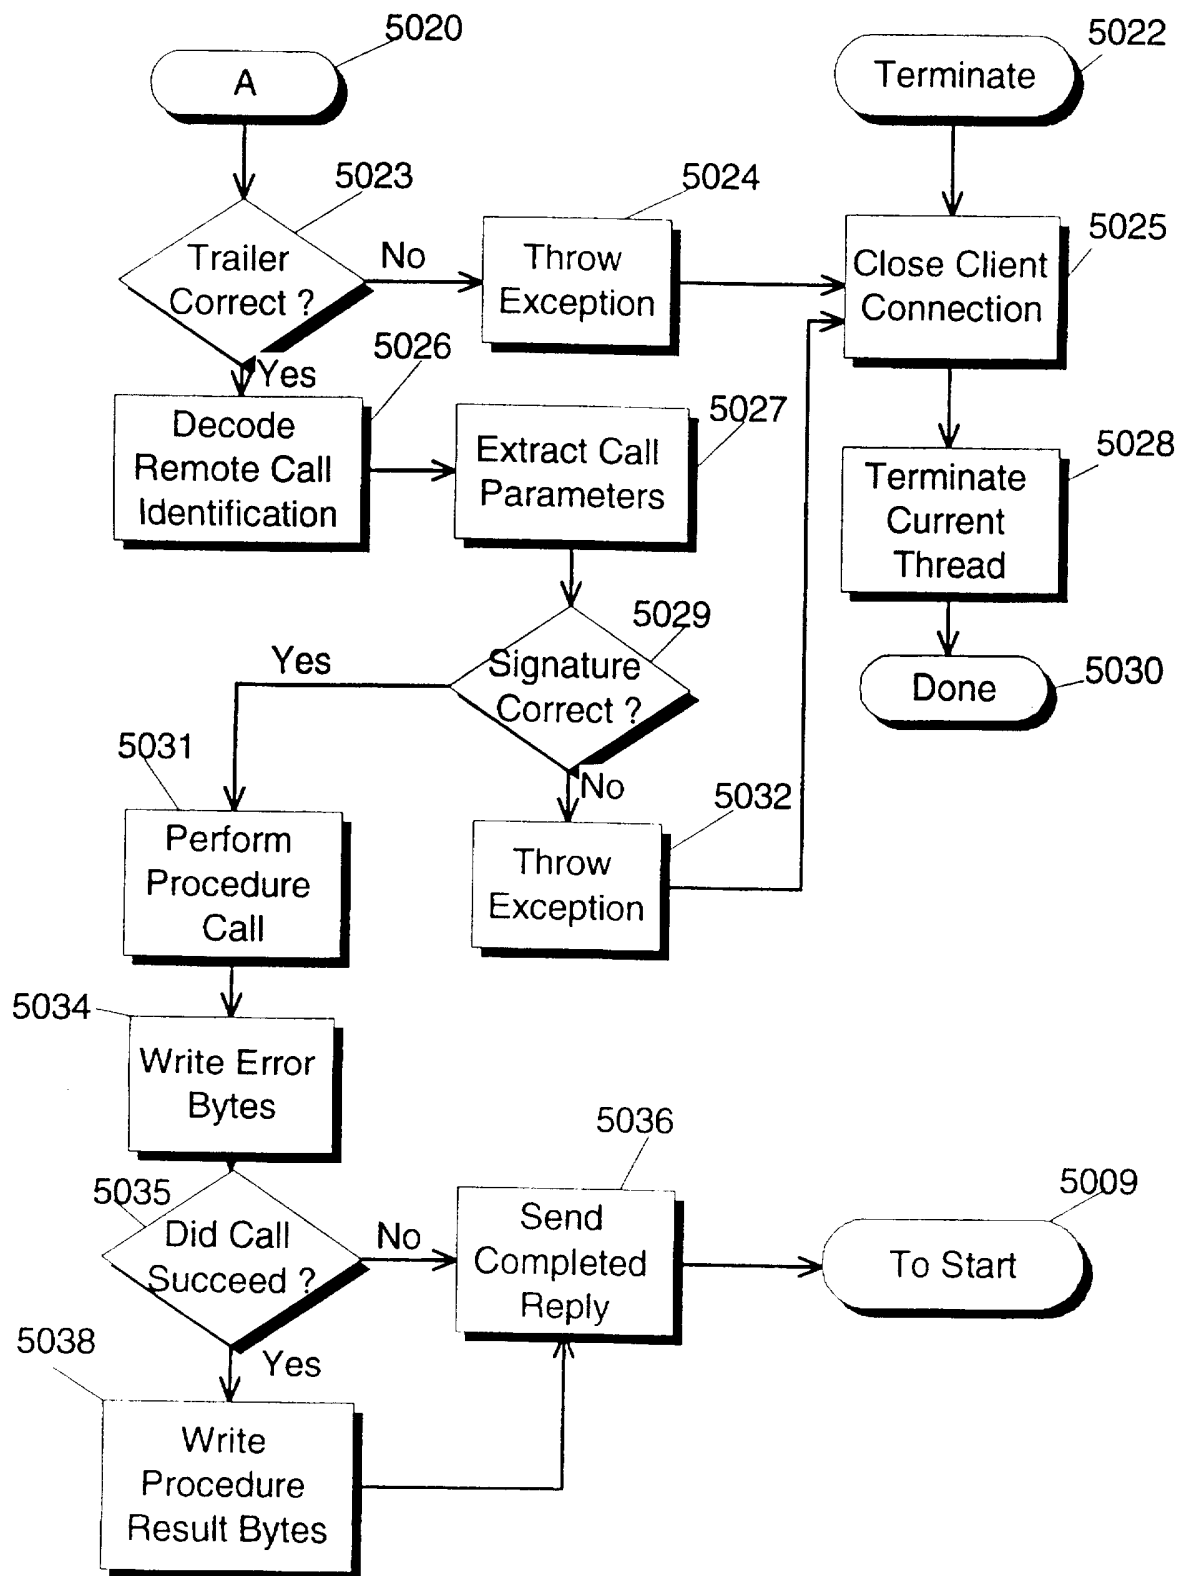 5020
A
5022
Terminate
5023
Trailer
Correct ?
No
5024
Throw
Exception
5025
Close Client
Connection
Yes
5026
Decode
Remote Call
Identification
5027
Extract Call
Parameters
5028
Terminate
Current
Thread
5029
Signature
Correct ?
Yes
No
5030
Done
5031
Perform
Procedure
Call
5032
Throw
Exception
5034
Write Error
Bytes
5035
Did Call
Succeed ?
No
5036
Send
Completed
Reply
5009
To Start
Yes
5038
Write
Procedure
Result Bytes